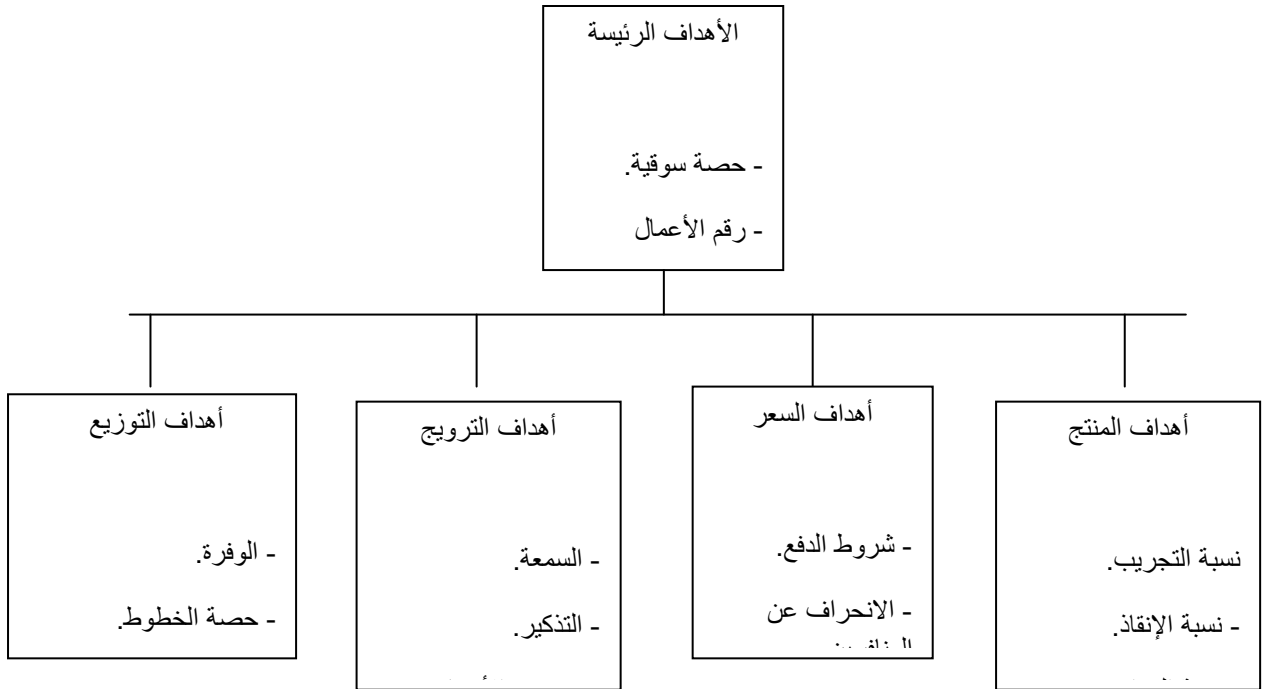 الأهداف الرئيسة
- حصة سوقية.
- رقم الأعمال
أهداف المنتج
نسبة التجريب.
- نسبة الإنقاذ.
أهداف السعر
- شروط الدفع.
- الانحراف عن
أهداف الترويج
- السمعة.
- التذكير.
أهداف التوزيع
- الوفرة.
- حصة الخطوط.